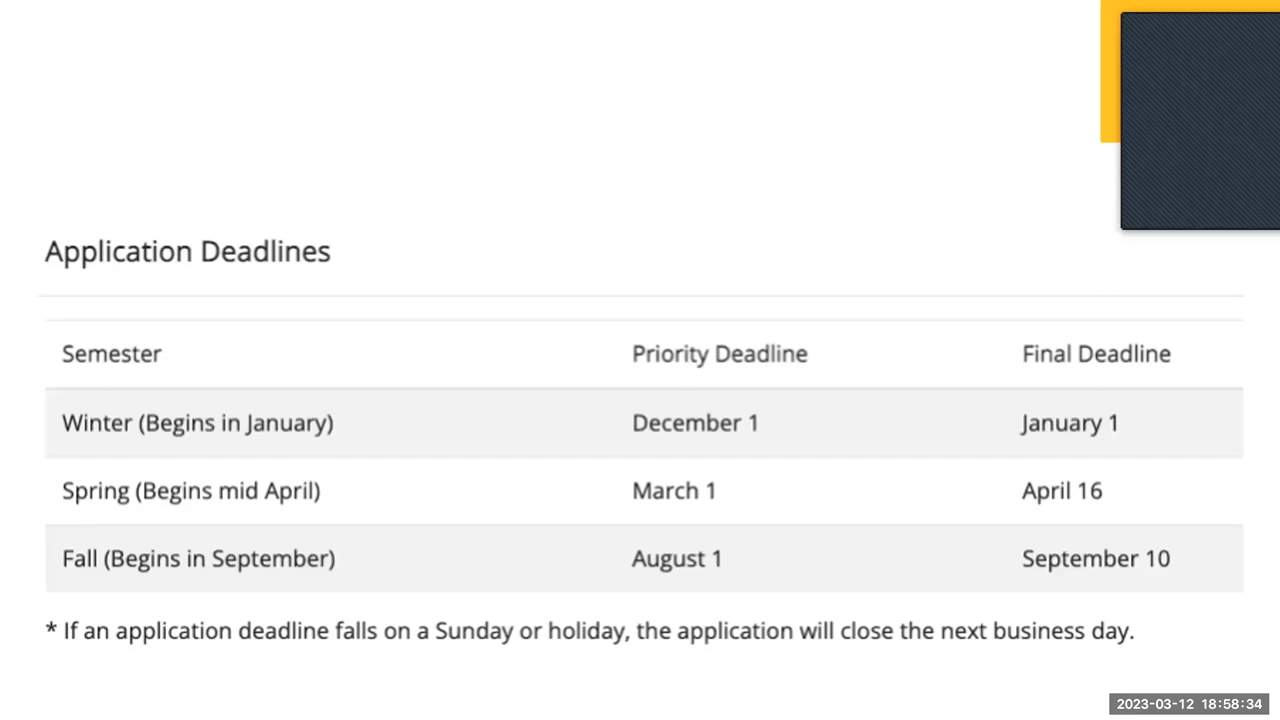 Application Deadlines
Semester Priority Deadline Final Deadline
Winter (Begins in January) December 1 January 1
Spring (Begins mid April) March 1 April 16
Fall (Begins in September) August 1 September 10
* If an application deadline falls on a Sunday or holiday, the application will close the next business day.
2023-03-12 18:58:34